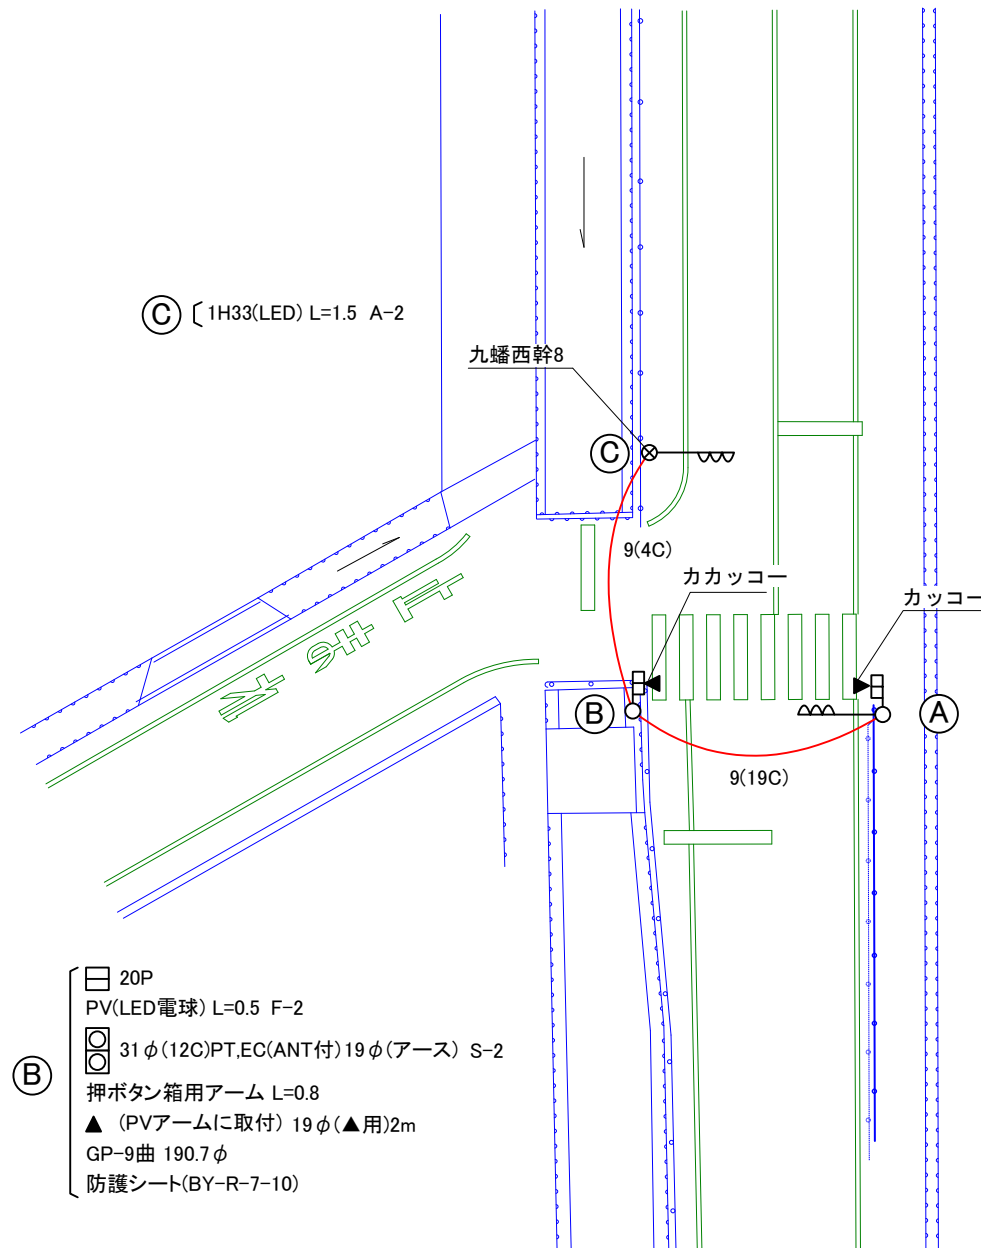 Ⓒ 1H33(LED) L=1.5 A-2
九蟠西幹8
Ⓒ
9(4C)
カカッコー
カッコー
Ⓑ
Ⓐ
9(19C)
20P
PV(LED電球) L=0.5 F-2
31φ(12C)PT,EC(ANT付)19φ(アース) S-2
Ⓑ
押ボタン箱用アーム L=0.8
▲ (PVアームに取付) 19φ(▲用)2m
GP-9曲 190.7φ
防護シート(BY-R-7-10)